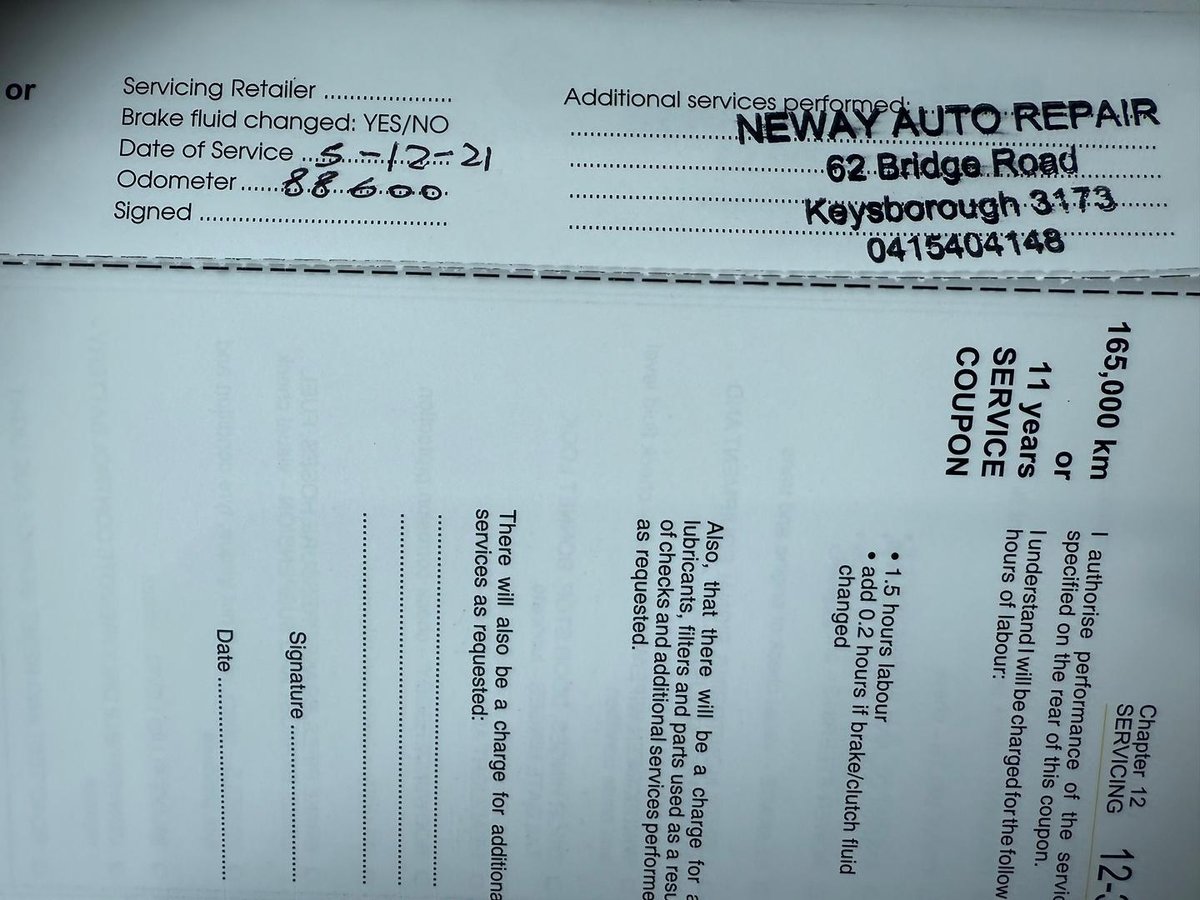 or
Servicing Retailer ......................
Brake fluid changed: YES/NO
Date of Service 5-12-21
Odometer 88600
Signed ..........................................
Additional services performed:
NEWAY AUTO REPAIR
62 Bridge Road
Keysborough 3173
0415404148
Chapter 12
SERVICING
165,000 km
or
11 years
SERVICE
COUPON
I authorise performance of the servic
specified on the rear of this coupon.
I understand I will be charged for the follow
hours of labour:
• 1.5 hours labour
• add 0.2 hours if brake/clutch fluid
changed
Also, that there will be a charge for a
lubricants, filters and parts used as a resu
of checks and additional services performe
as requested.
There will also be a charge for additiona
services as requested:
Signature ..............................
Date ......................................